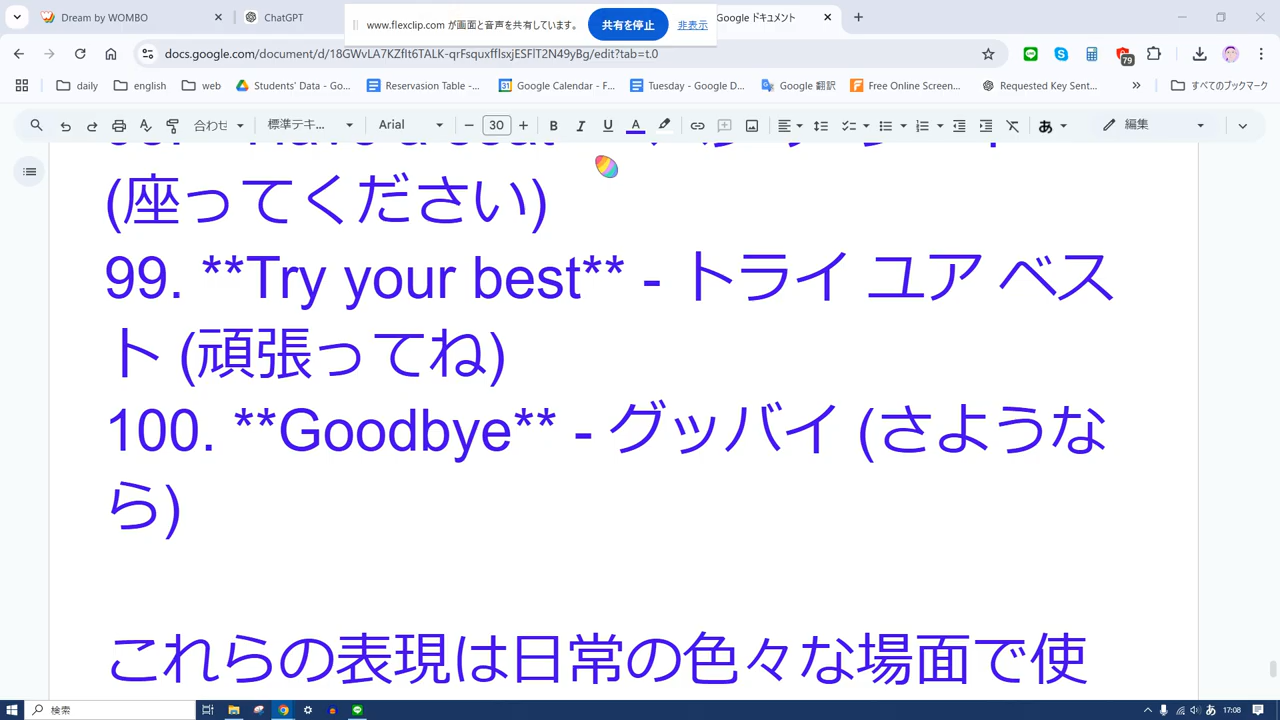 Dream by WOMBO
ChatGPT
www.flexclip.com が画面と音声を共有しています。
共有を停止
非表示
Google ドキュメント
docs.google.com/document/d/18GWvLA7KZflt6TALK-qrFsquxfflsxjESFIT2N49yBg/edit?tab=t.0
79
daily
english
web
Students' Data - Go...
Reservasion Table -...
Google Calendar - F...
Tuesday - Google D...
Google 翻訳
Free Online Screen...
Requested Key Sent...
すべてのブックマーク
合わせ
標準テキ...
Arial
30
あ
編集
(座ってください)
99. **Try your best** - トライ ユア ベス
ト (頑張ってね)
100. **Goodbye** - グッバイ (さような
ら)
これらの表現は日常の色々な場面で使
検索
あ
17:08